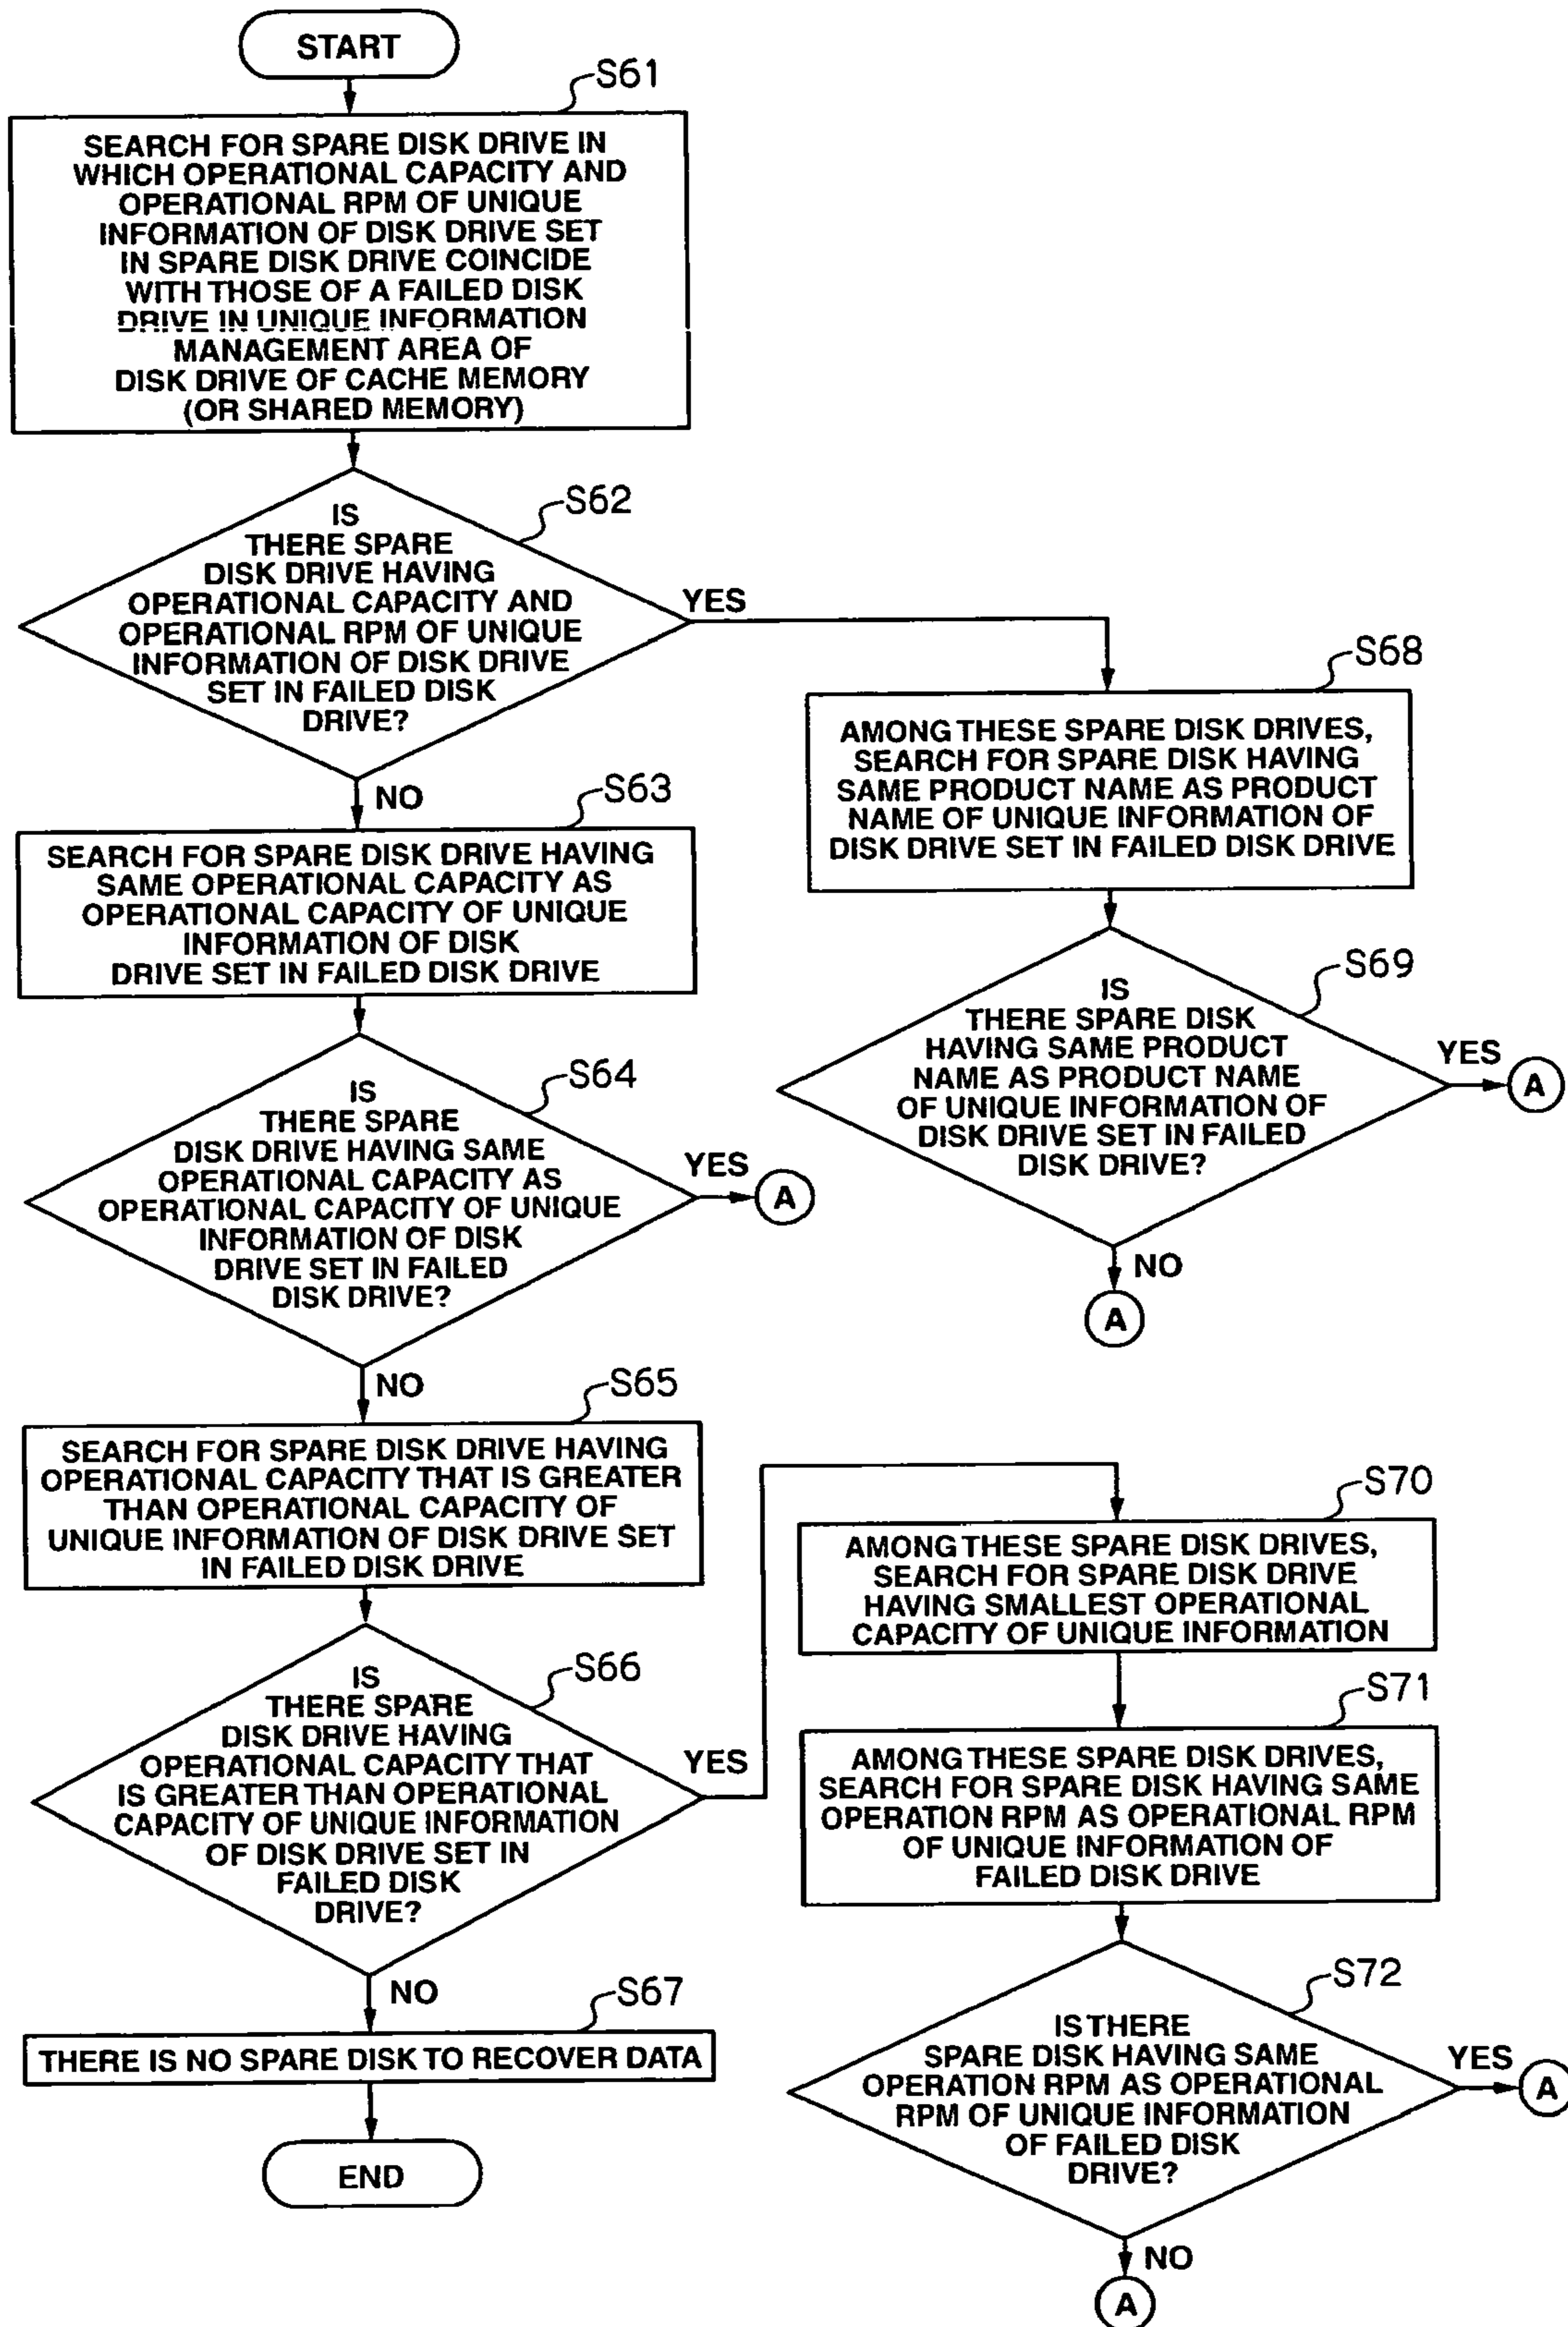 START
S61
SEARCH FOR SPARE DISK DRIVE IN
WHICH OPERATIONAL CAPACITY AND
OPERATIONAL RPM OF UNIQUE
INFORMATION OF DISK DRIVE SET
IN SPARE DISK DRIVE COINCIDE
WITH THOSE OF A FAILED DISK
DRIVE IN UNIQUE INFORMATION
MANAGEMENT AREA OF
DISK DRIVE OF CACHE MEMORY
(OR SHARED MEMORY)
S62
IS
THERE SPARE
DISK DRIVE HAVING
OPERATIONAL CAPACITY AND
OPERATIONAL RPM OF UNIQUE
INFORMATION OF DISK DRIVE
SET IN FAILED DISK
DRIVE?
YES
NO
S63
SEARCH FOR SPARE DISK DRIVE HAVING
SAME OPERATIONAL CAPACITY AS
OPERATIONAL CAPACITY OF UNIQUE
INFORMATION OF DISK
DRIVE SET IN FAILED DISK DRIVE
S64
IS
THERE SPARE
DISK DRIVE HAVING SAME
OPERATIONAL CAPACITY AS
OPERATIONAL CAPACITY OF UNIQUE
INFORMATION OF DISK
DRIVE SET IN FAILED
DISK DRIVE?
YES
A
NO
S65
SEARCH FOR SPARE DISK DRIVE HAVING
OPERATIONAL CAPACITY THAT IS GREATER
THAN OPERATIONAL CAPACITY OF
UNIQUE INFORMATION OF DISK DRIVE SET
IN FAILED DISK DRIVE
S66
IS
THERE SPARE
DISK DRIVE HAVING
OPERATIONAL CAPACITY THAT
IS GREATER THAN OPERATIONAL
CAPACITY OF UNIQUE INFORMATION
OF DISK DRIVE SET IN
FAILED DISK
DRIVE?
YES
NO
S67
THERE IS NO SPARE DISK TO RECOVER DATA
END
S68
AMONG THESE SPARE DISK DRIVES,
SEARCH FOR SPARE DISK HAVING
SAME PRODUCT NAME AS PRODUCT
NAME OF UNIQUE INFORMATION OF
DISK DRIVE SET IN FAILED DISK DRIVE
S69
IS
THERE SPARE DISK
HAVING SAME PRODUCT
NAME AS PRODUCT NAME
OF UNIQUE INFORMATION OF
DISK DRIVE SET IN FAILED
DISK DRIVE?
YES
A
NO
A
S70
AMONG THESE SPARE DISK DRIVES,
SEARCH FOR SPARE DISK DRIVE
HAVING SMALLEST OPERATIONAL
CAPACITY OF UNIQUE INFORMATION
S71
AMONG THESE SPARE DISK DRIVES,
SEARCH FOR SPARE DISK HAVING SAME
OPERATION RPM AS OPERATIONAL RPM
OF UNIQUE INFORMATION OF
FAILED DISK DRIVE
S72
IS THERE
SPARE DISK HAVING SAME
OPERATION RPM AS OPERATIONAL
RPM OF UNIQUE INFORMATION
OF FAILED DISK
DRIVE?
YES
A
NO
A